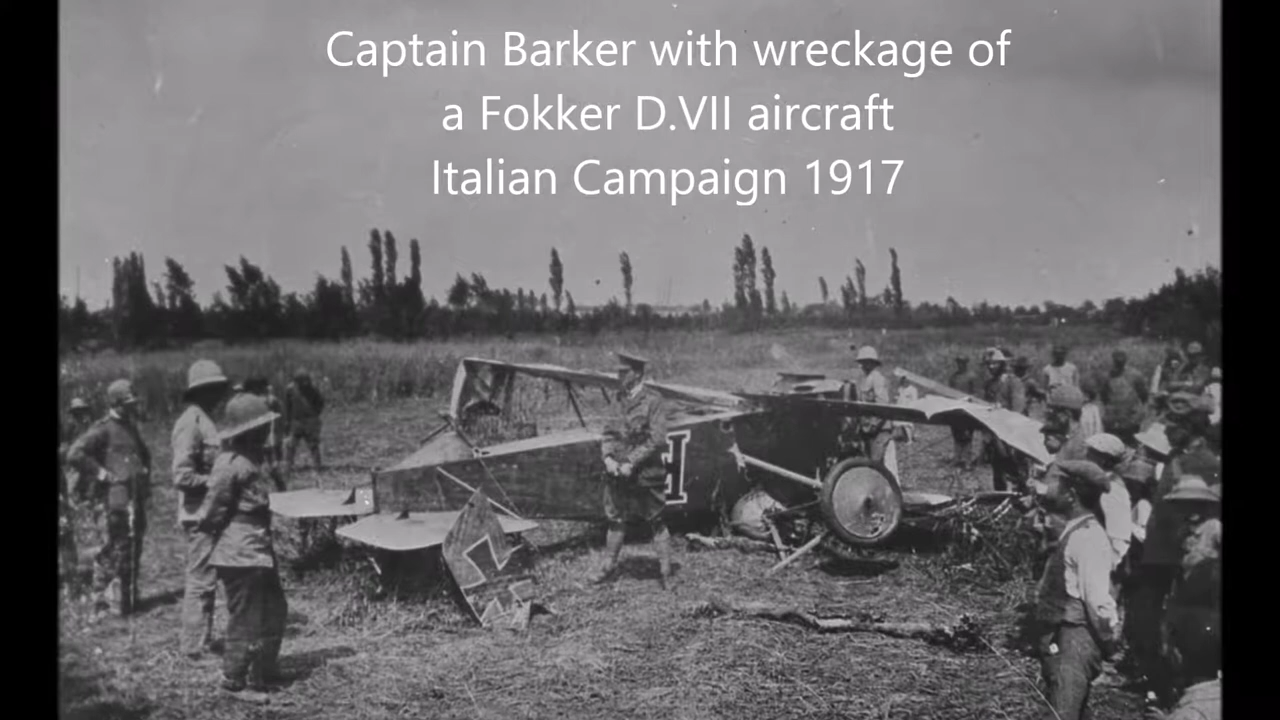 Captain Barker with wreckage of
a Fokker D.VII aircraft
Italian Campaign 1917